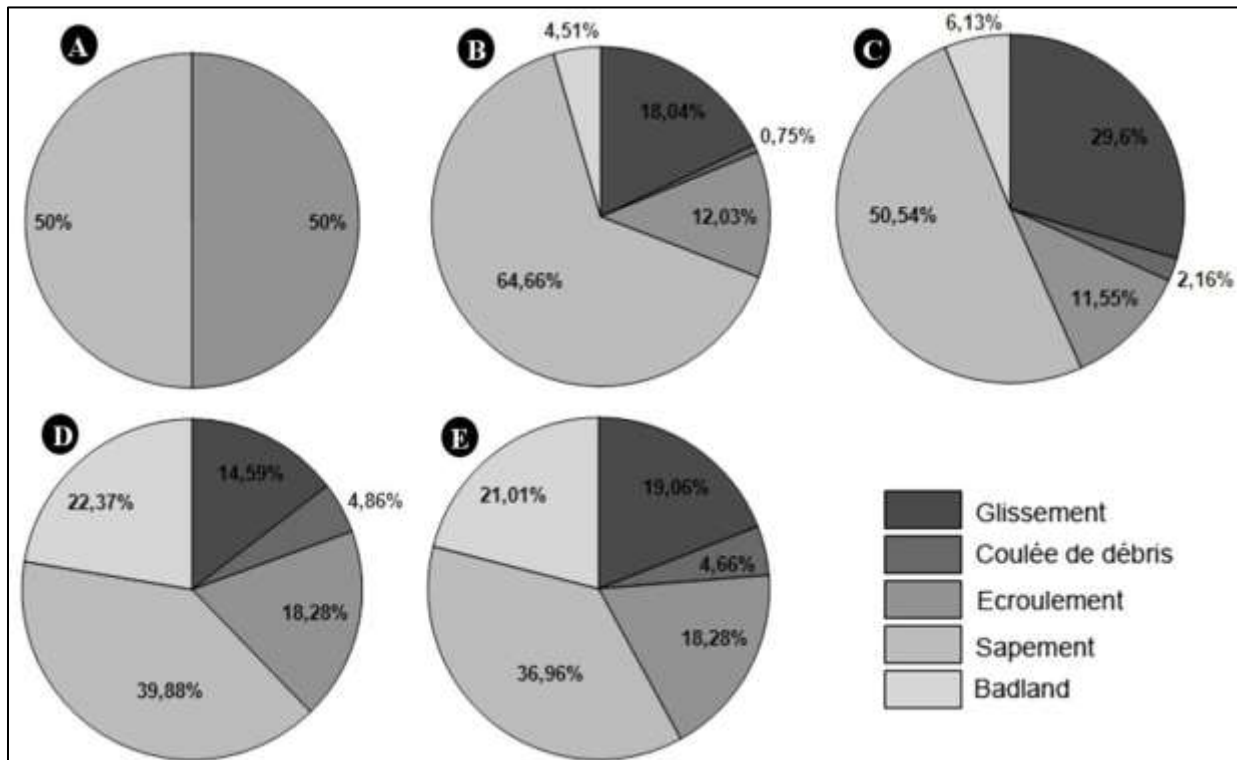 A
50%
50%
B
4,51%
18,04%
0,75%
12,03%
64,66%
C
6,13%
29,6%
2,16%
11,55%
50,54%
D
22,37%
14,59%
4,86%
18,28%
39,88%
E
21,01%
19,06%
4,66%
18,28%
36,96%
Glissement
Coulée de débris
Ecroulement
Sapement
Badland